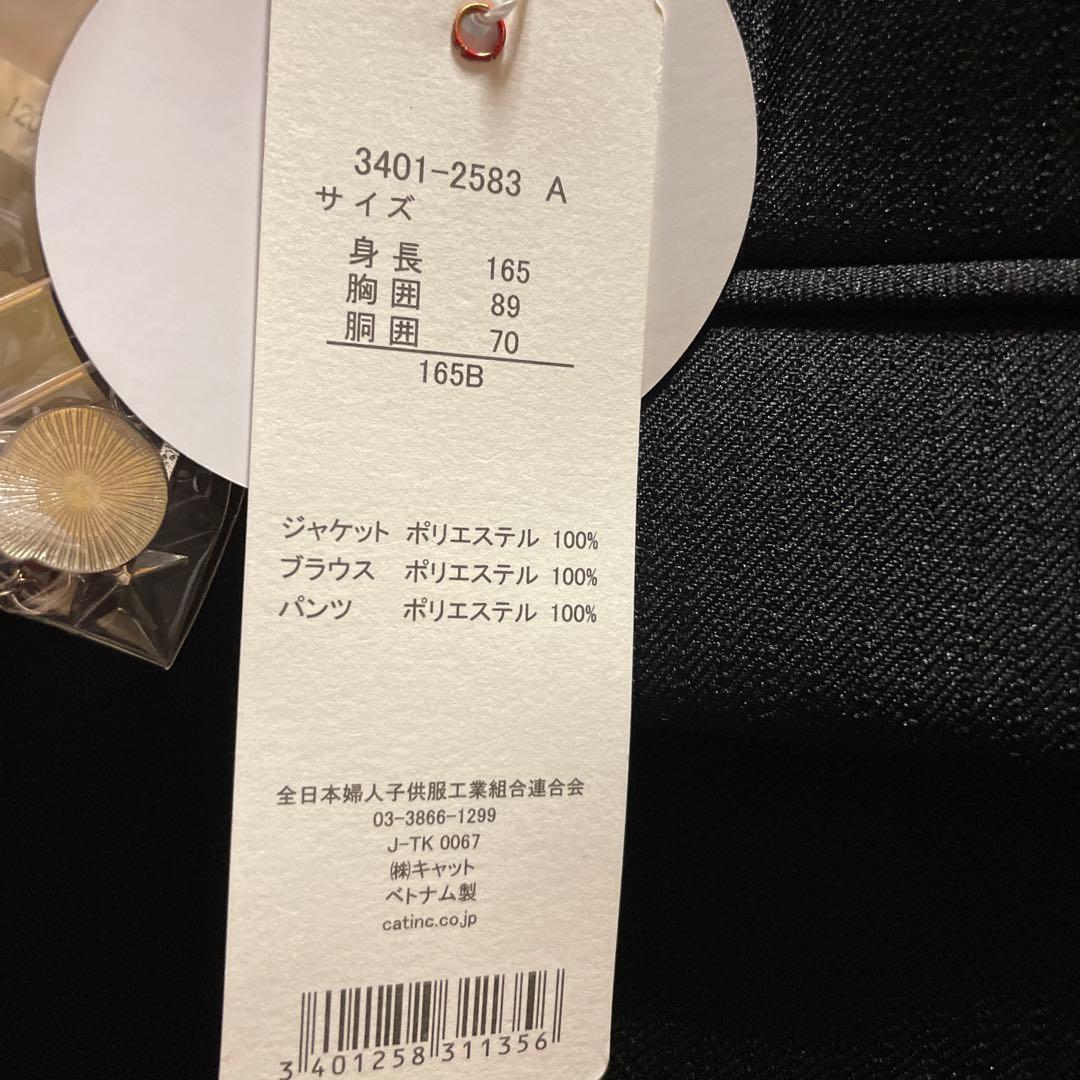 120
3401-2583 A
サイズ
身長 165
胸囲 89
胴囲 70
165B
ジャケット ポリエステル 100%
ブラウス ポリエステル 100%
パンツ ポリエステル 100%
全日本婦人子供服工業組合連合会
03-3866-1299
J-TK 0067
㈱キャット
ベトナム製
catinc.co.jp
3 401258 311356